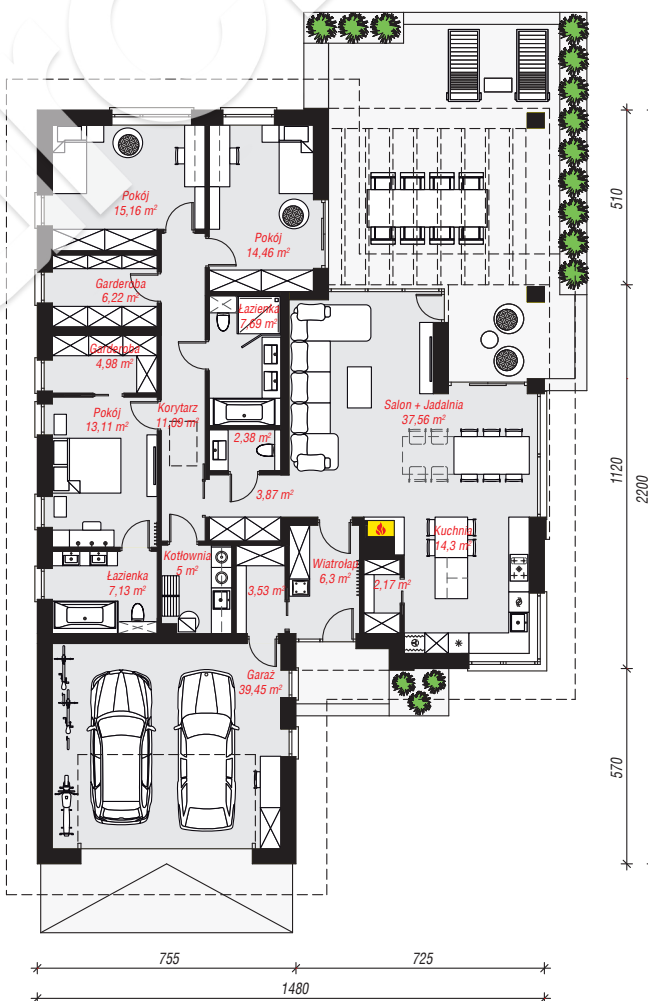 Pokój
15,16 m²
Pokój
14,46 m²
Garderoba
6,22 m²
Łazienka
7,69 m²
Garderoba
4,98 m²
Pokój
13,11 m²
Korytarz
11,09 m²
Salon + Jadalnia
37,56 m²
2,38 m²
3,87 m²
Kuchnia
14,3 m²
Kotłownia
5 m²
Wiatrołap
6,3 m²
Łazienka
7,13 m²
3,53 m²
2,17 m²
Garaż
39,45 m²
510
1120
2200
570
755
725
1480